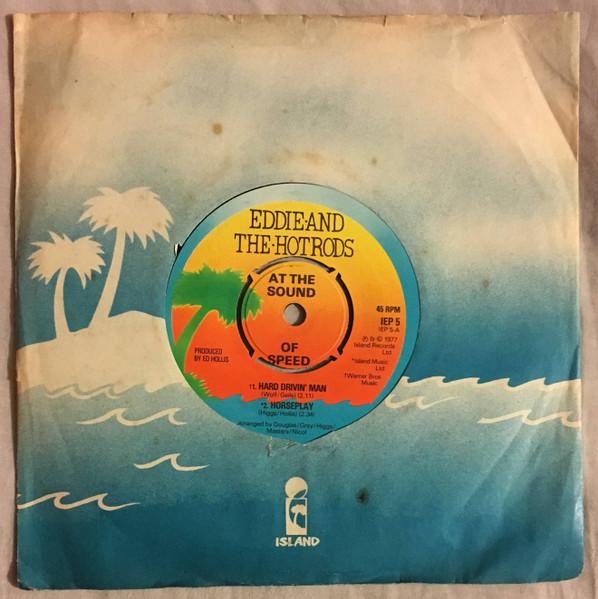 EDDIE·AND
THE·HOTRODS
AT THE
SOUND
OF
SPEED
45 RPM
IEP 5
IEP 5-A
℗ & © 1977
Island Records
Ltd
*Island Music
Ltd
†Warner Bros
Music
PRODUCED
BY ED HOLLIS
†1. HARD DRIVIN' MAN
(Wolf/Geils) (2.11)
*2. HORSEPLAY
(Higgs/Hollis) (2.34)
Arranged by Douglas/Gray/Higgs/
Masters/Nicol
ISLAND